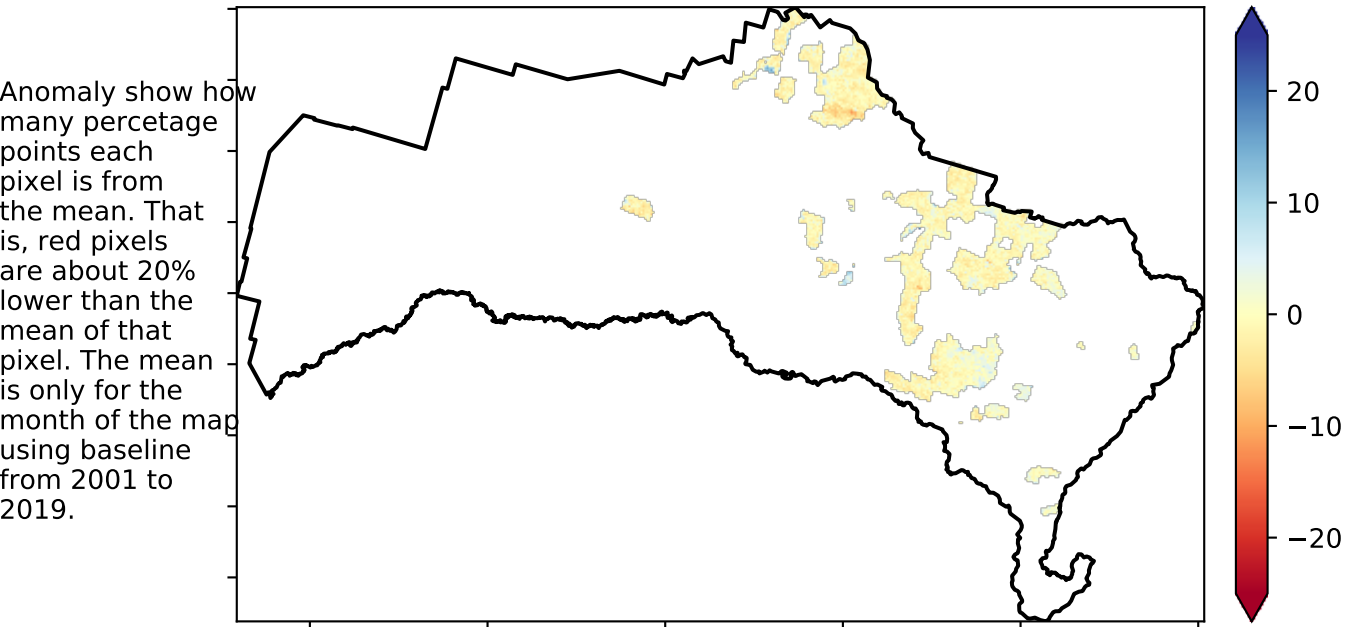 Anomaly show how
many percetage
points each
pixel is from
the mean. That
is, red pixels
are about 20%
lower than the
mean of that
pixel. The mean
is only for the
month of the map
using baseline
from 2001 to
2019.
20
10
0
−10
−20